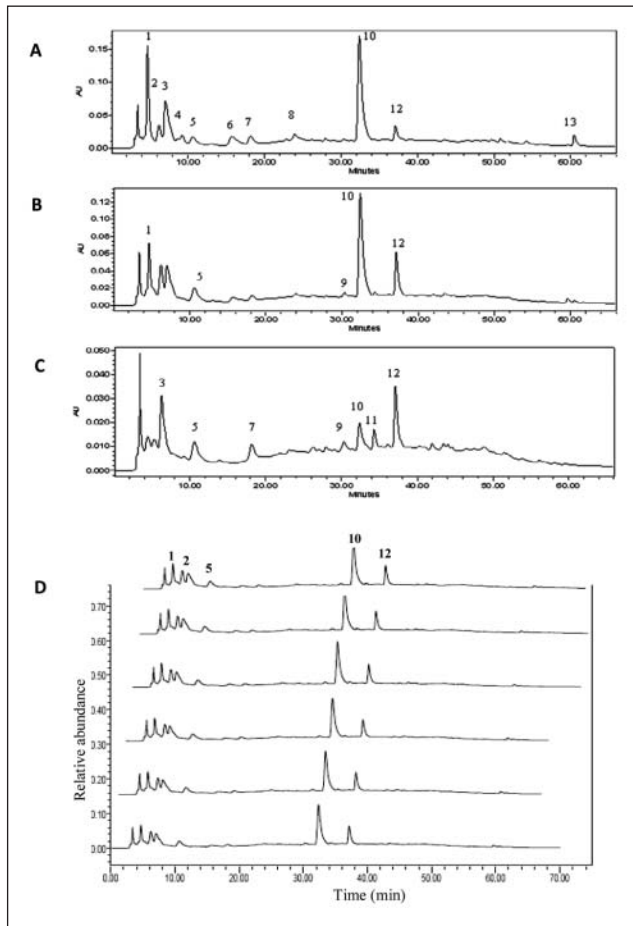 A
1
2
3
4
5
6
7
8
10
12
13
AU
0.15
0.10
0.05
0.00
10.00 20.00 30.00 40.00 50.00 60.00
Minutes
B
1
5
9
10
12
AU
0.12
0.10
0.08
0.06
0.04
0.02
0.00
10.00 20.00 30.00 40.00 50.00 60.00
Minutes
C
3
5
7
9
10
11
12
AU
0.050
0.040
0.030
0.020
0.010
0.000
10.00 20.00 30.00 40.00 50.00 60.00
Minutes
D
1 2 5 10 12
Relative abundance
0.70
0.60
0.50
0.30
0.20
0.10
0.00
0.00 10.00 20.00 30.00 40.00 50.00 60.00 70.00
Time (min)